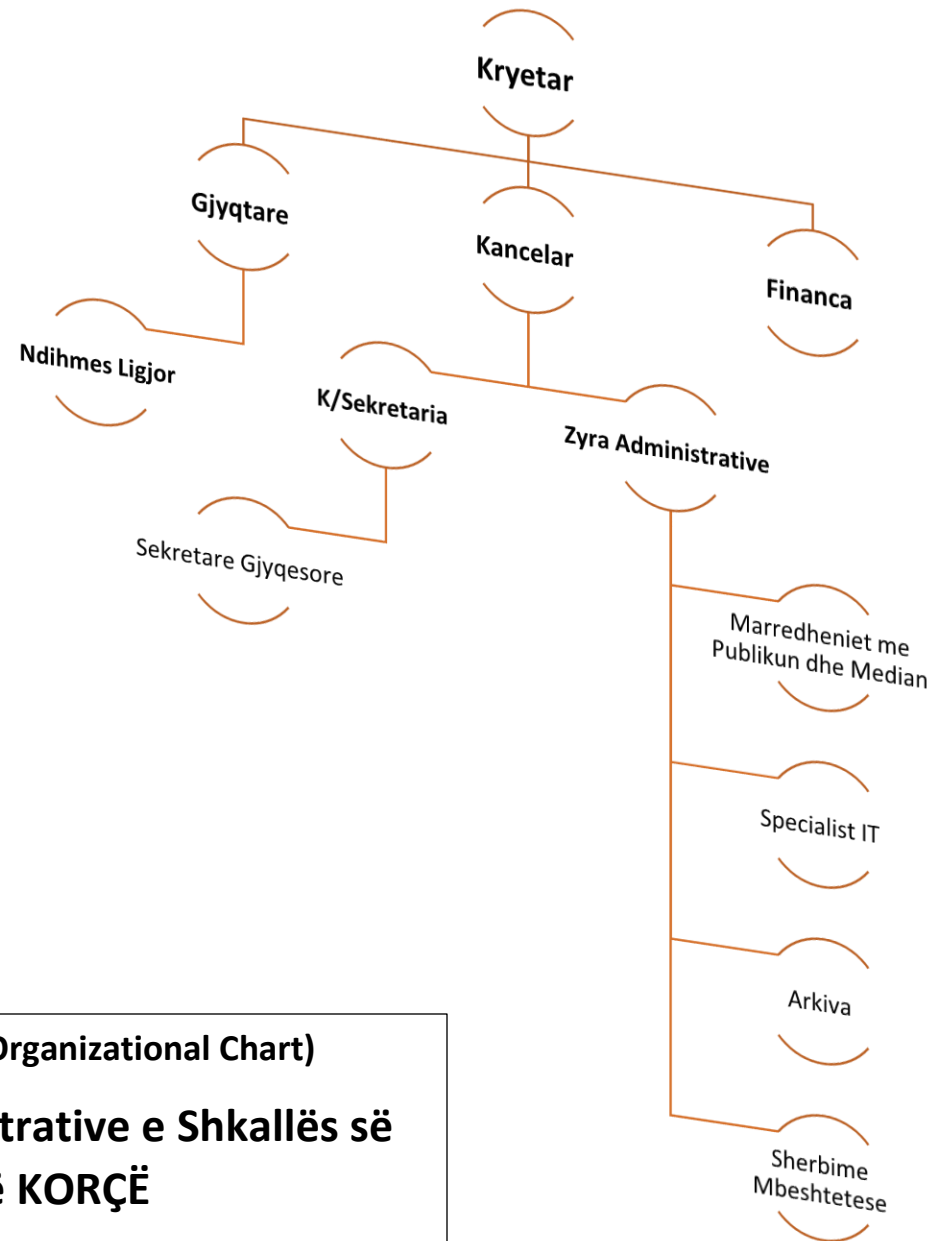 Kryetar
Gjyqtare
Kancelar
Financa
Ndihmes Ligjor
K/Sekretaria
Zyra Administrative
Sekretare Gjyqesore
Marredheniet me
Publikun dhe Median
Specialist IT
Arkiva
Sherbime
Mbeshtetese
Organizational Chart)
trative e Shkallës së
KORÇË